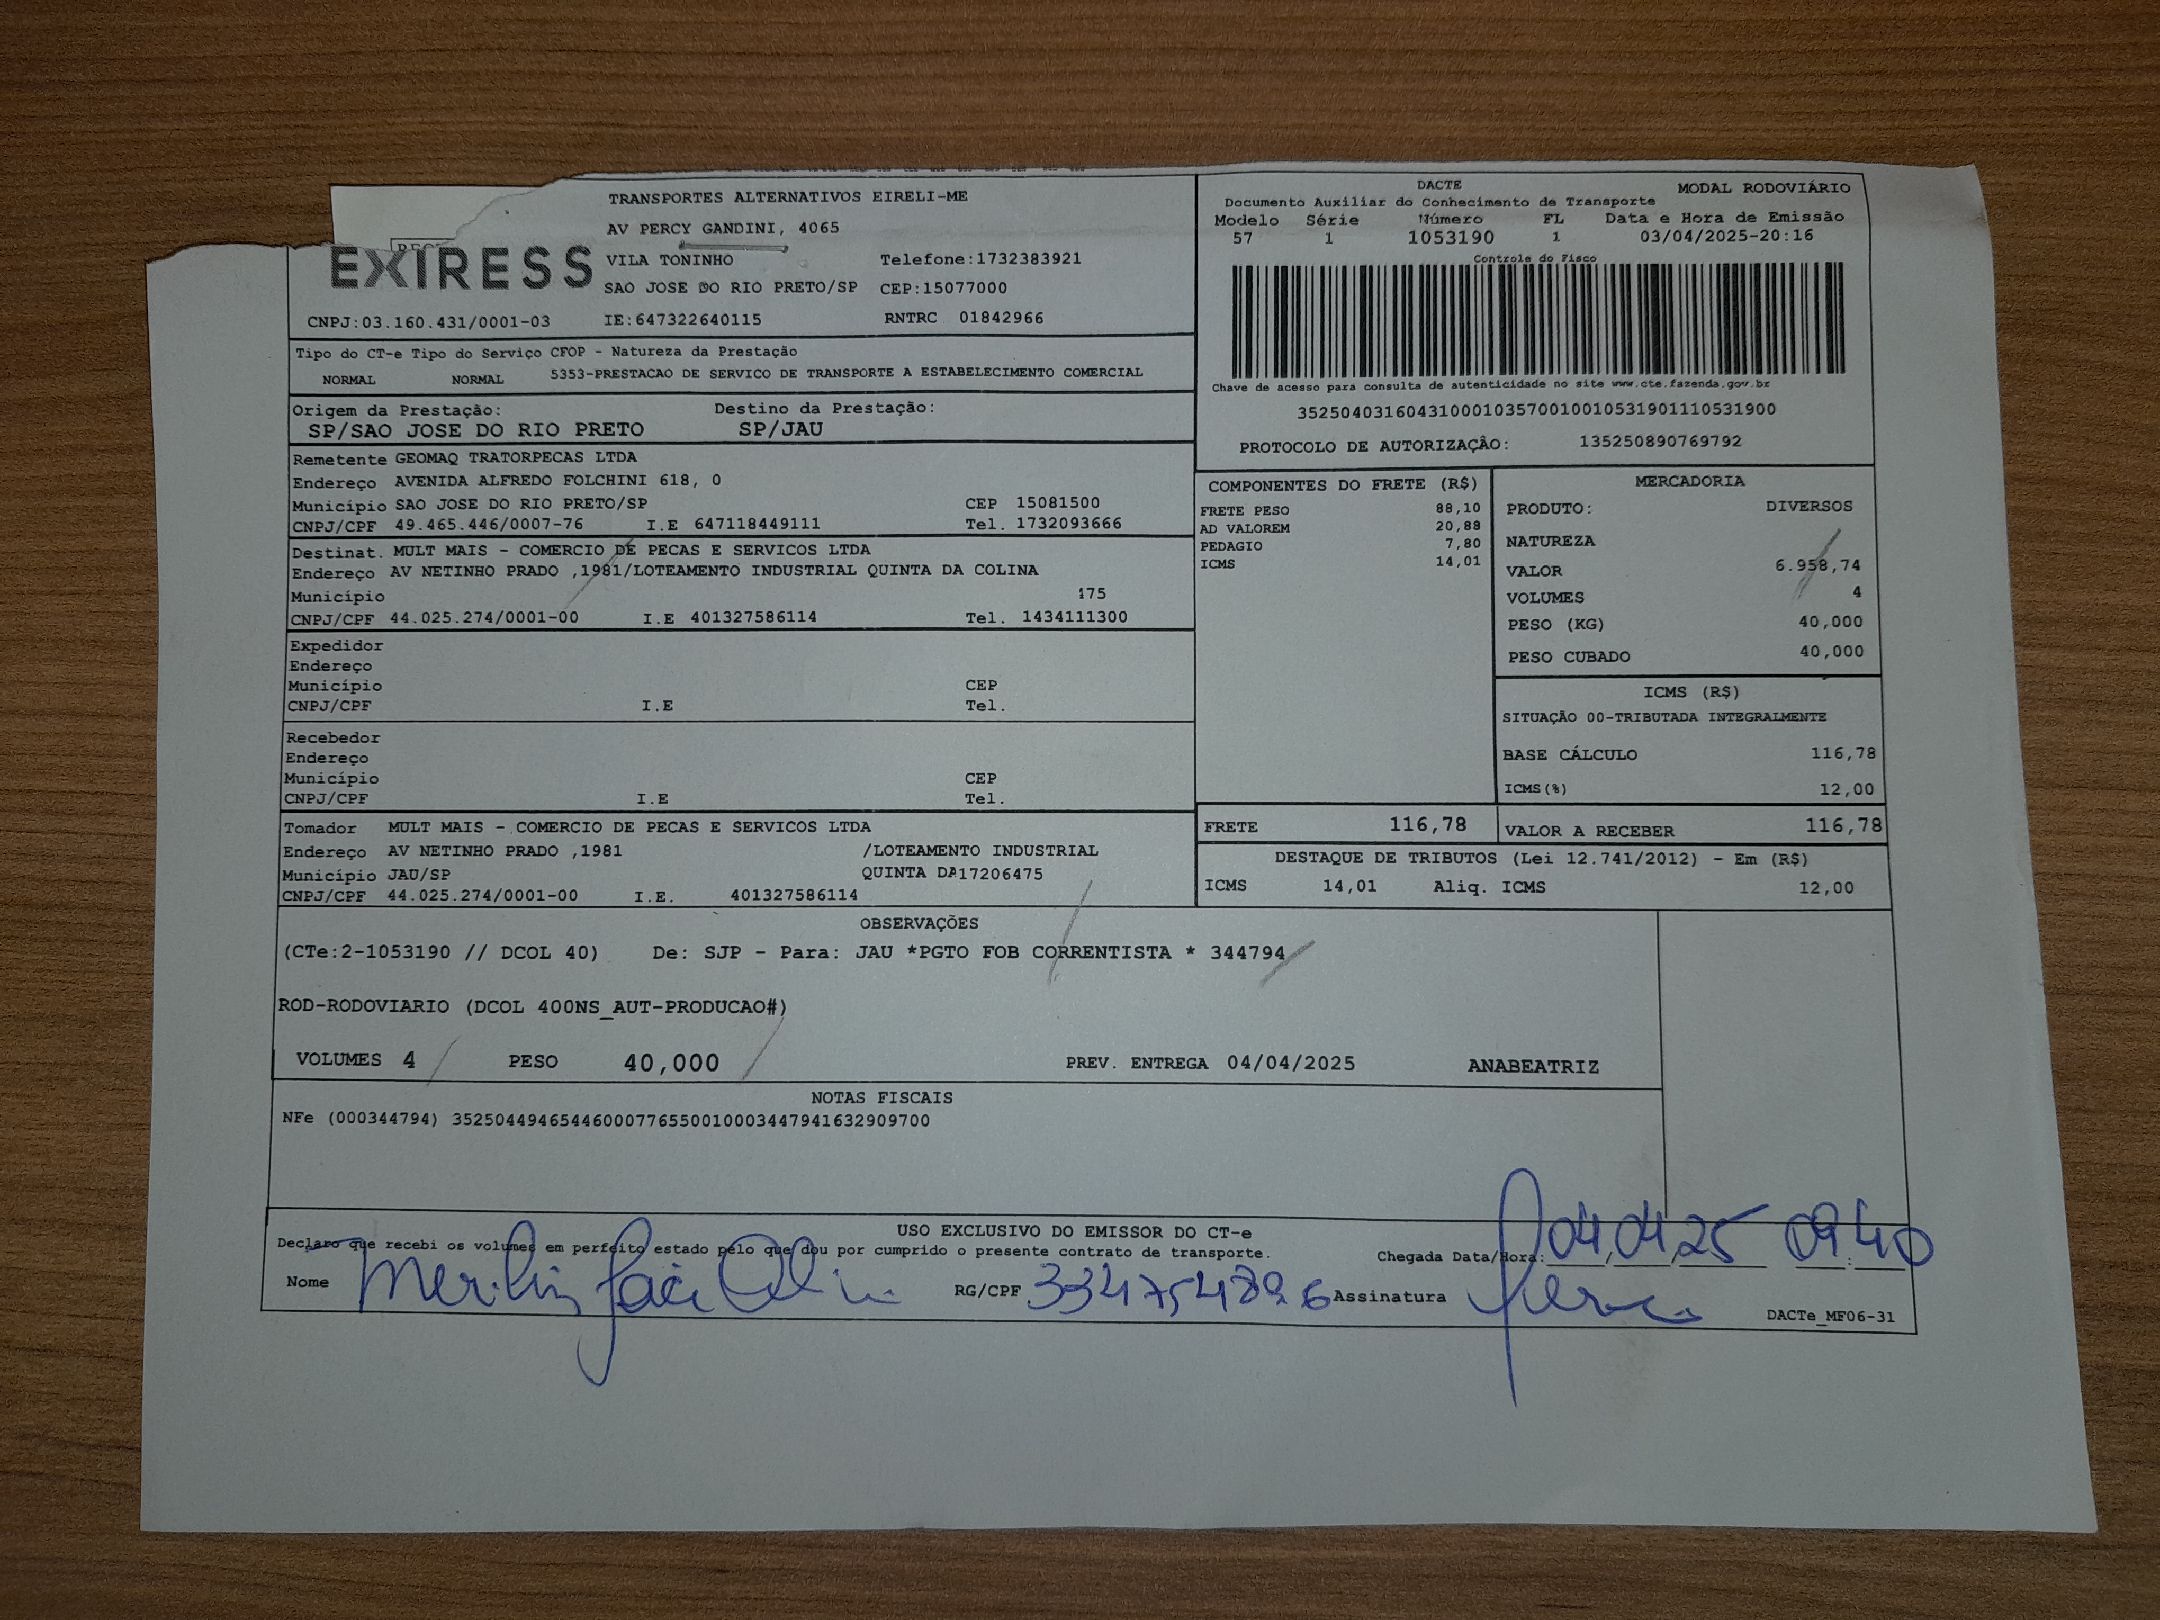 TRANSPORTES ALTERNATIVOS EIRELI-ME
AV PERCY GANDINI, 4065
EXPRESS
VILA TONINHO Telefone:1732383921
SAO JOSE DO RIO PRETO/SP CEP:15077000
CNPJ:03.160.431/0001-03 IE:647322640115 RNTRC 01842966
DACTE MODAL RODOVIÁRIO
Documento Auxiliar do Conhecimento de Transporte
Modelo Série Número FL Data e Hora de Emissão
57 1 1053190 1 03/04/2025-20:16
Controle do Fisco
Chave de acesso para consulta de autenticidade no site www.cte.fazenda.gov.br
35250403160431000103570010010531901110531900
PROTOCOLO DE AUTORIZAÇÃO: 135250890769792
Tipo do CT-e Tipo do Serviço CFOP - Natureza da Prestação
NORMAL NORMAL 5353-PRESTACAO DE SERVICO DE TRANSPORTE A ESTABELECIMENTO COMERCIAL
Origem da Prestação: Destino da Prestação:
SP/SAO JOSE DO RIO PRETO SP/JAU
Remetente GEOMAQ TRATORPECAS LTDA
Endereço AVENIDA ALFREDO FOLCHINI 618, 0
Município SAO JOSE DO RIO PRETO/SP CEP 15081500
CNPJ/CPF 49.465.446/0007-76 I.E 647118449111 Tel. 1732093666
Destinat. MULT MAIS - COMERCIO DE PECAS E SERVICOS LTDA
Endereço AV NETINHO PRADO ,1981/LOTEAMENTO INDUSTRIAL QUINTA DA COLINA
Município 475
CNPJ/CPF 44.025.274/0001-00 I.E 401327586114 Tel. 1434111300
Expedidor
Endereço
Município CEP
CNPJ/CPF I.E Tel.
Recebedor
Endereço
Município CEP
CNPJ/CPF I.E Tel.
Tomador MULT MAIS - COMERCIO DE PECAS E SERVICOS LTDA
Endereço AV NETINHO PRADO ,1981 /LOTEAMENTO INDUSTRIAL
Município JAU/SP QUINTA DA17206475
CNPJ/CPF 44.025.274/0001-00 I.E. 401327586114
COMPONENTES DO FRETE (R$)
FRETE PESO 88,10
AD VALOREM 20,88
PEDAGIO 7,80
ICMS 14,01
MERCADORIA
PRODUTO: DIVERSOS
NATUREZA
VALOR 6.958,74
VOLUMES 4
PESO (KG) 40,000
PESO CUBADO 40,000
ICMS (R$)
SITUAÇÃO 00-TRIBUTADA INTEGRALMENTE
BASE CÁLCULO 116,78
ICMS(%) 12,00
FRETE 116,78 VALOR A RECEBER 116,78
DESTAQUE DE TRIBUTOS (Lei 12.741/2012) - Em (R$)
ICMS 14,01 Aliq. ICMS 12,00
OBSERVAÇÕES
(CTe:2-1053190 // DCOL 40) De: SJP - Para: JAU *PGTO FOB CORRENTISTA * 344794
ROD-RODOVIARIO (DCOL 400NS_AUT-PRODUCAO#)
VOLUMES 4 PESO 40,000 PREV. ENTREGA 04/04/2025 ANABEATRIZ
NOTAS FISCAIS
NFe (000344794) 35250449465446000776550010003447941632909700
USO EXCLUSIVO DO EMISSOR DO CT-e
Declaro que recebi os volumes em perfeito estado pelo que dou por cumprido o presente contrato de transporte. Chegada Data/Hora: 04/04/25 09:40
Nome RG/CPF Assinatura
DACTe_MF06-31